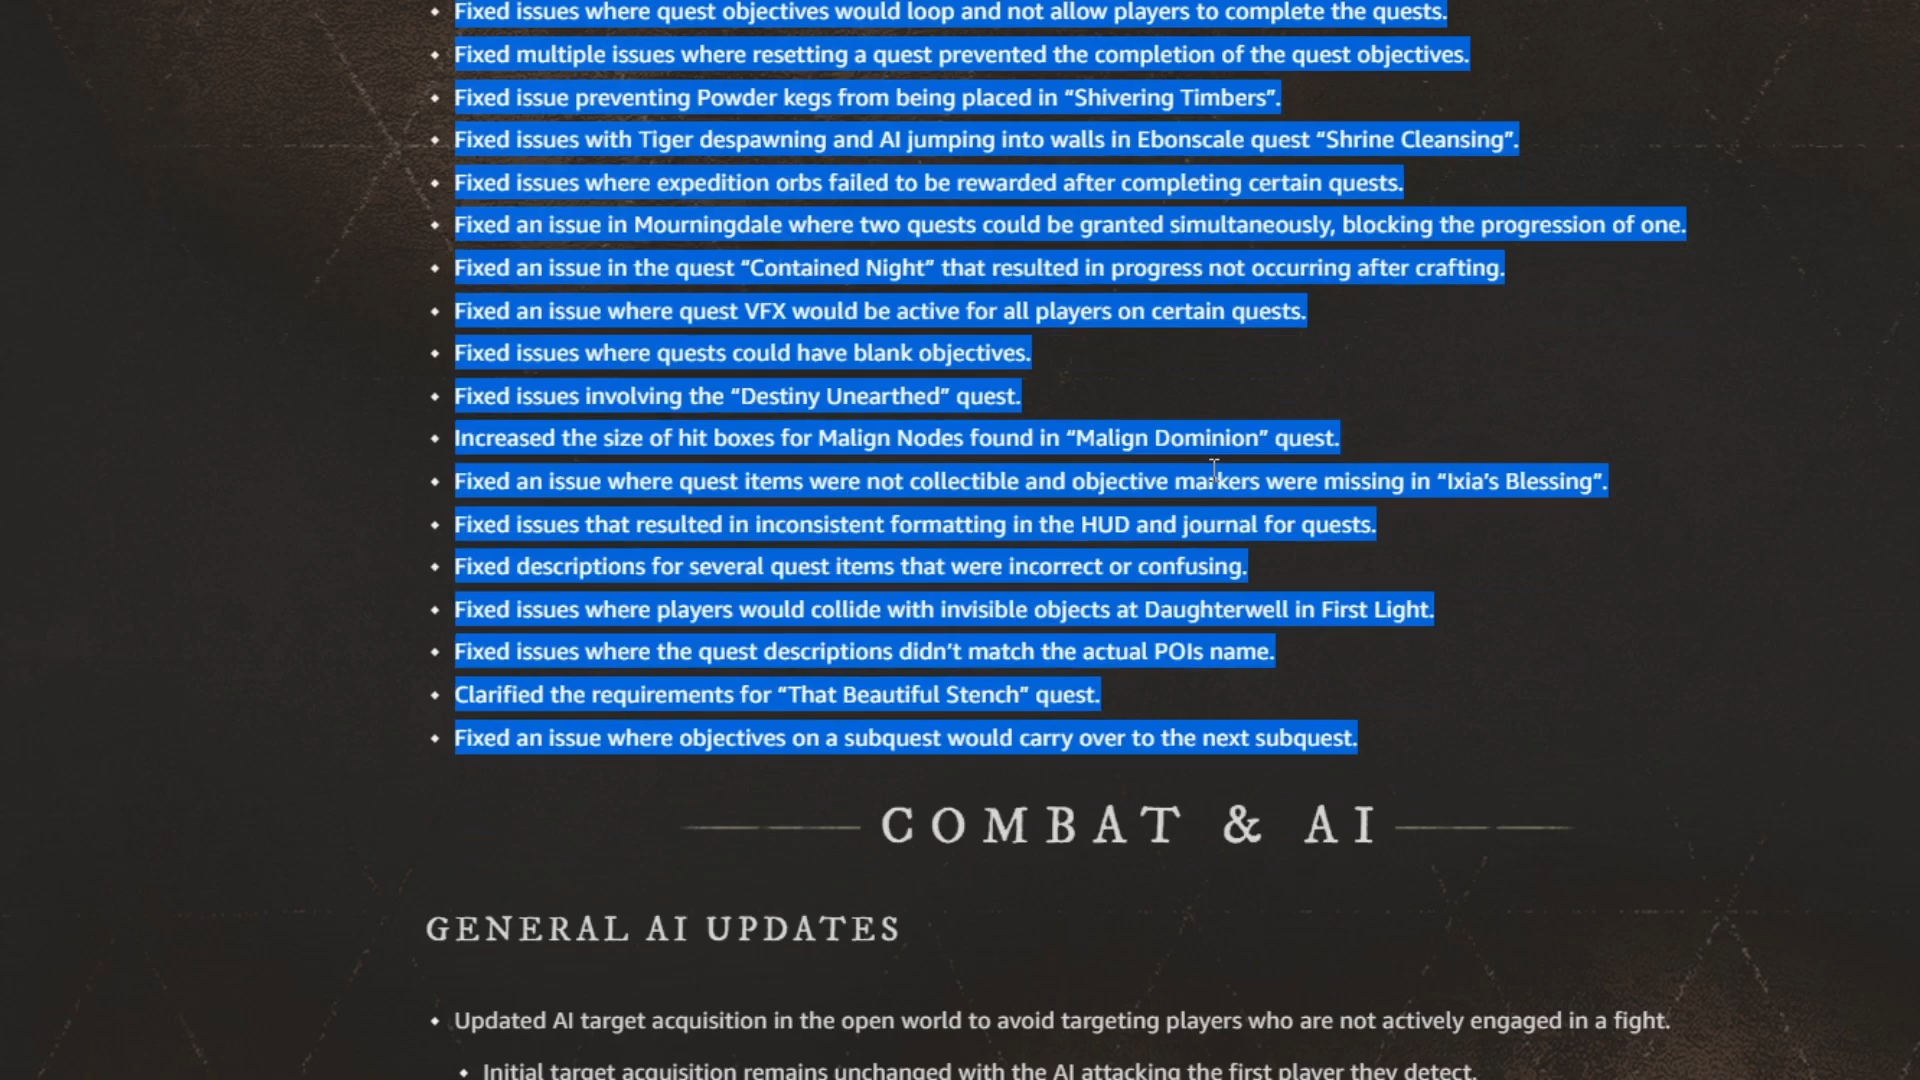 Fixed issues where quest objectives would loop and not allow players to complete the quests.
Fixed multiple issues where resetting a quest prevented the completion of the quest objectives.
Fixed issue preventing Powder kegs from being placed in “Shivering Timbers”.
Fixed issues with Tiger despawning and AI jumping into walls in Ebonscale quest “Shrine Cleansing”.
Fixed issues where expedition orbs failed to be rewarded after completing certain quests.
Fixed an issue in Mourningdale where two quests could be granted simultaneously, blocking the progression of one.
Fixed an issue in the quest “Contained Night” that resulted in progress not occurring after crafting.
Fixed an issue where quest VFX would be active for all players on certain quests.
Fixed issues where quests could have blank objectives.
Fixed issues involving the “Destiny Unearthed” quest.
Increased the size of hit boxes for Malign Nodes found in “Malign Dominion” quest.
Fixed an issue where quest items were not collectible and objective markers were missing in “Ixia’s Blessing”.
Fixed issues that resulted in inconsistent formatting in the HUD and journal for quests.
Fixed descriptions for several quest items that were incorrect or confusing.
Fixed issues where players would collide with invisible objects at Daughterwell in First Light.
Fixed issues where the quest descriptions didn’t match the actual POIs name.
Clarified the requirements for “That Beautiful Stench” quest.
Fixed an issue where objectives on a subquest would carry over to the next subquest.
COMBAT & AI
GENERAL AI UPDATES
Updated AI target acquisition in the open world to avoid targeting players who are not actively engaged in a fight.
Initial target acquisition remains unchanged with the AI attacking the first player they detect.